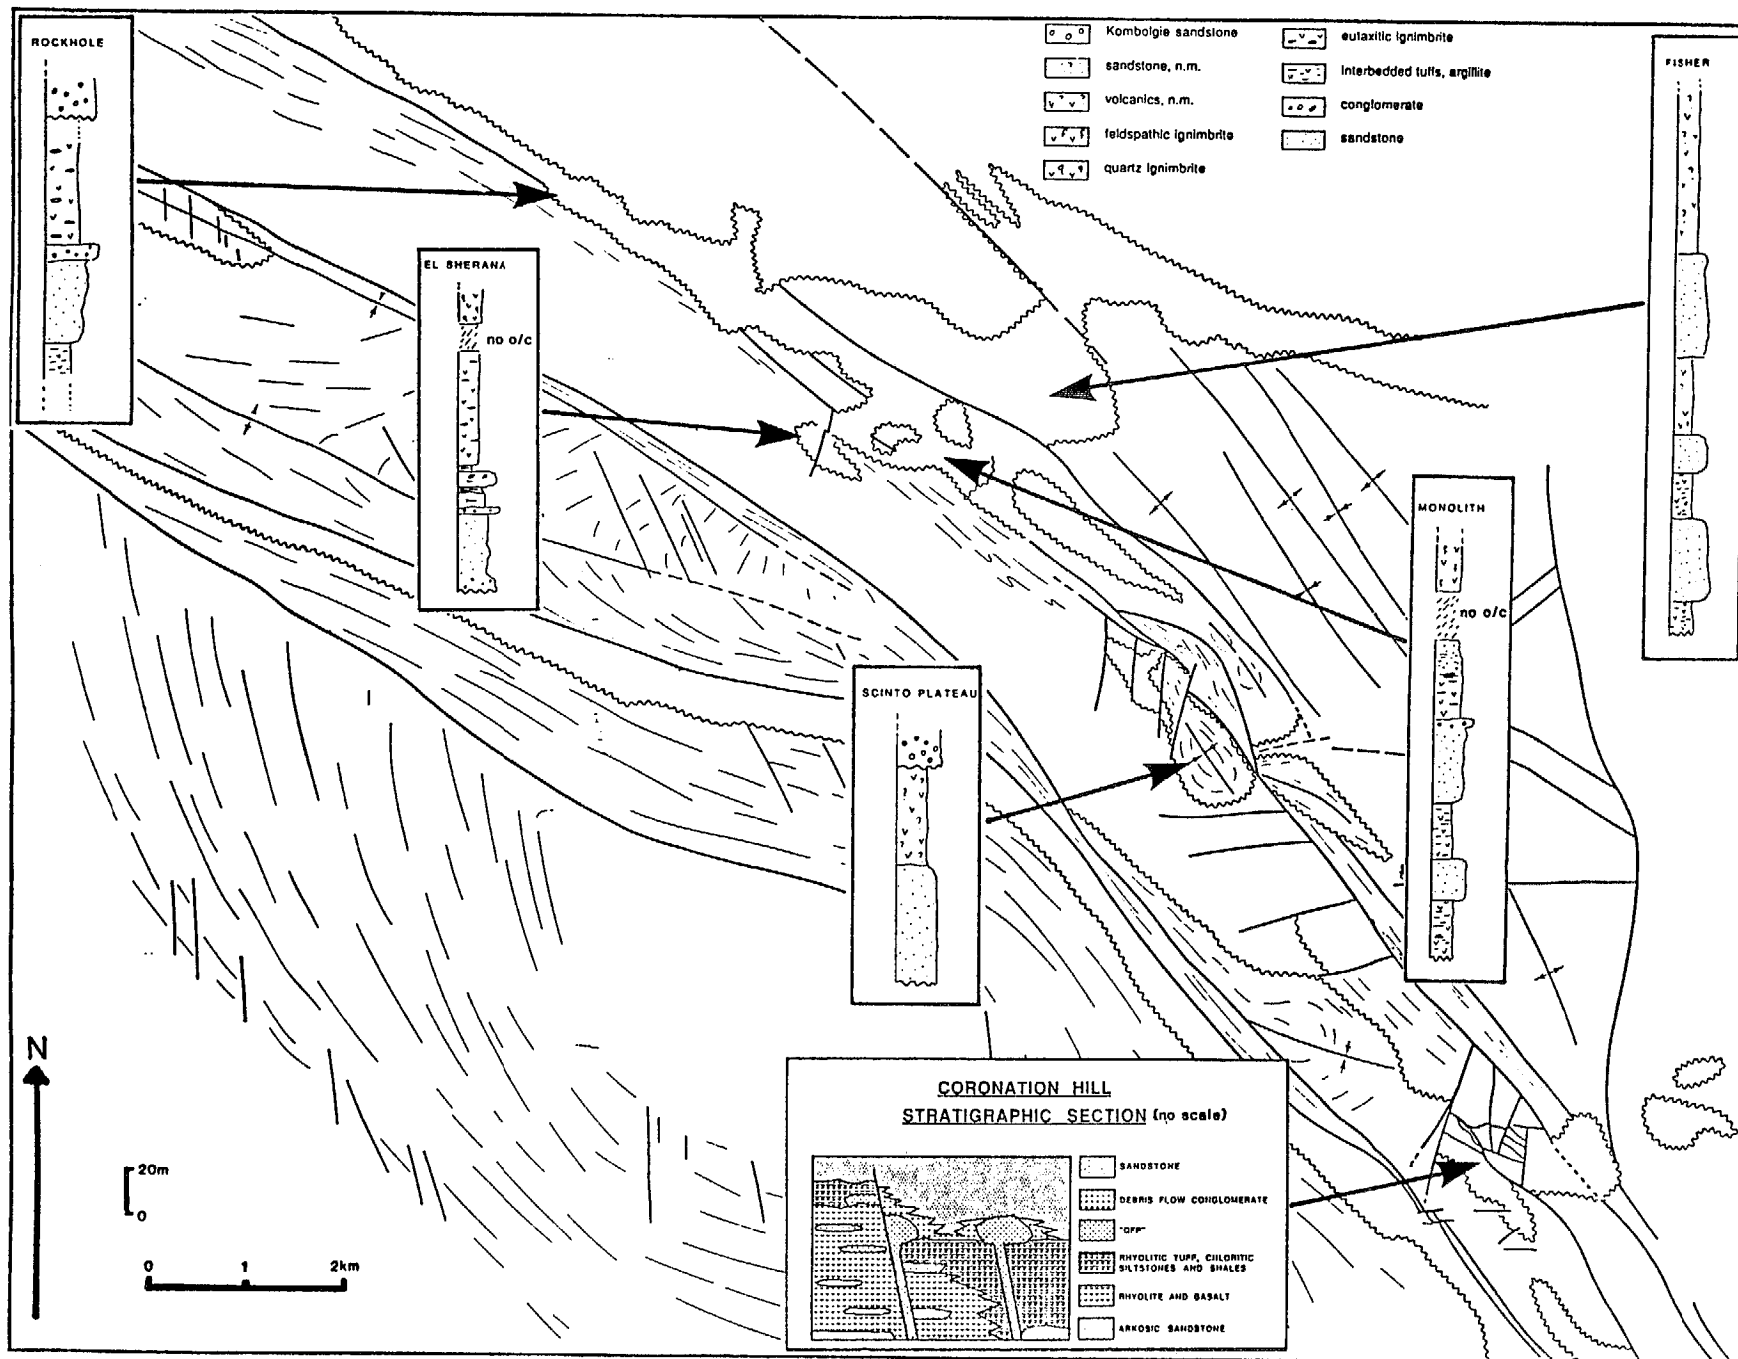 ROCKHOLE
Kombolgie sandstone
sandstone, n.m.
volcanics, n.m.
feldspathic ignimbrite
quartz ignimbrite
eutaxitic ignimbrite
interbedded tuffs, argillite
conglomerate
sandstone
FISHER
EL SHERANA
no o/c
MONOLITH
no o/c
SCINTO PLATEAU
N
20m
0
0 1 2km
CORONATION HILL
STRATIGRAPHIC SECTION (no scale)
SANDSTONE
DEBRIS FLOW CONGLOMERATE
"QFP"
RHYOLITIC TUFF, CHLORITIC
SILTSTONES AND SHALES
RHYOLITE AND BASALT
ARKOSIC SANDSTONE